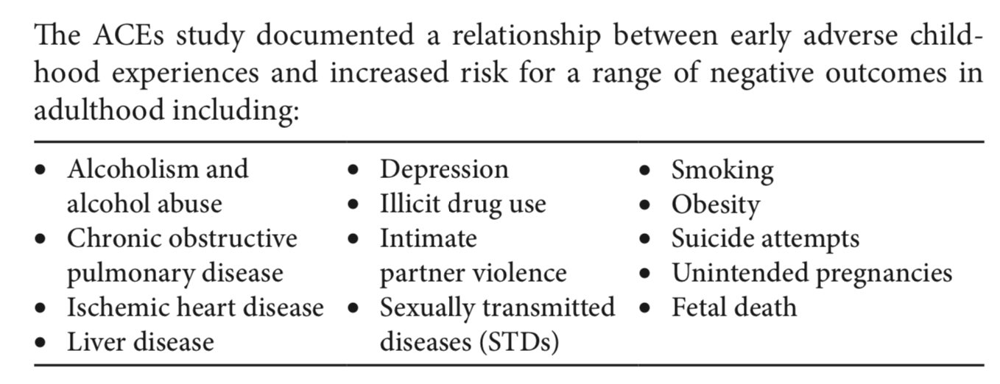 The ACEs study documented a relationship between early adverse child-
hood experiences and increased risk for a range of negative outcomes in
adulthood including:
• Alcoholism and
alcohol abuse
• Chronic obstructive
pulmonary disease
• Ischemic heart disease
• Liver disease
• Depression
• Illicit drug use
• Intimate
partner violence
• Sexually transmitted
diseases (STDs)
• Smoking
• Obesity
• Suicide attempts
• Unintended pregnancies
• Fetal death